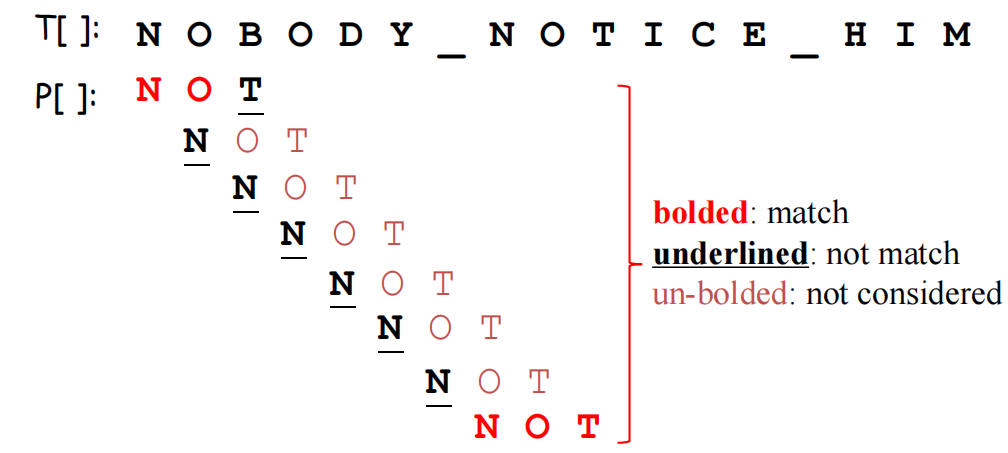 T[ ]: N O B O D Y _ N O T I C E _ H I M
P[ ]: N O T
N O T
N O T
N O T
N O T
N O T
N O T
N O T
bolded: match
underlined: not match
un-bolded: not considered